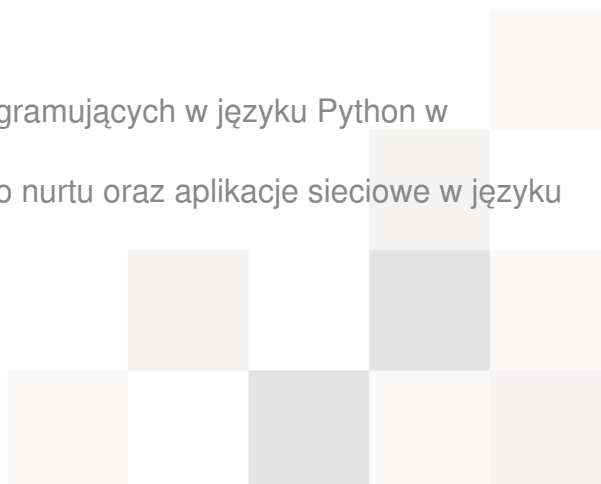 gramujących w języku Python w
o nurtu oraz aplikacje sieciowe w języku